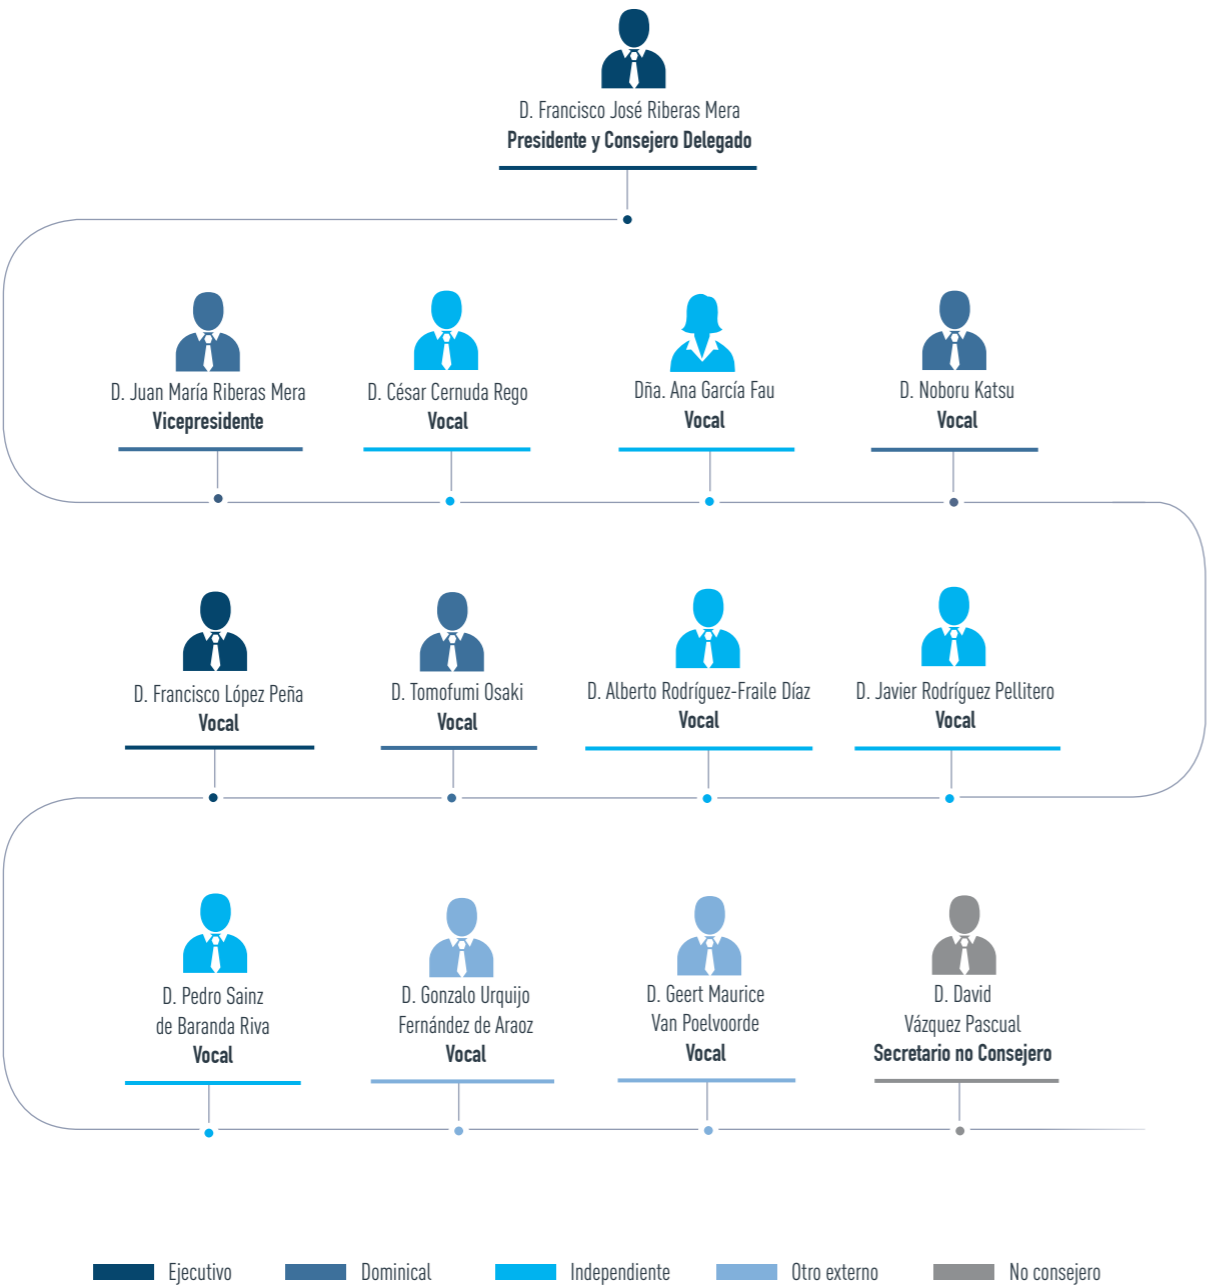 D. Francisco José Riberas Mera
Presidente y Consejero Delegado
D. Juan María Riberas Mera
Vicepresidente
D. César Cernuda Rego
Vocal
Dña. Ana García Fau
Vocal
D. Noboru Katsu
Vocal
D. Francisco López Peña
Vocal
D. Tomofumi Osaki
Vocal
D. Alberto Rodríguez-Fraile Díaz
Vocal
D. Javier Rodríguez Pellitero
Vocal
D. Pedro Sainz
de Baranda Riva
Vocal
D. Gonzalo Urquijo
Fernández de Araoz
Vocal
D. Geert Maurice
Van Poelvoorde
Vocal
D. David
Vázquez Pascual
Secretario no Consejero
Ejecutivo
Dominical
Independiente
Otro externo
No consejero